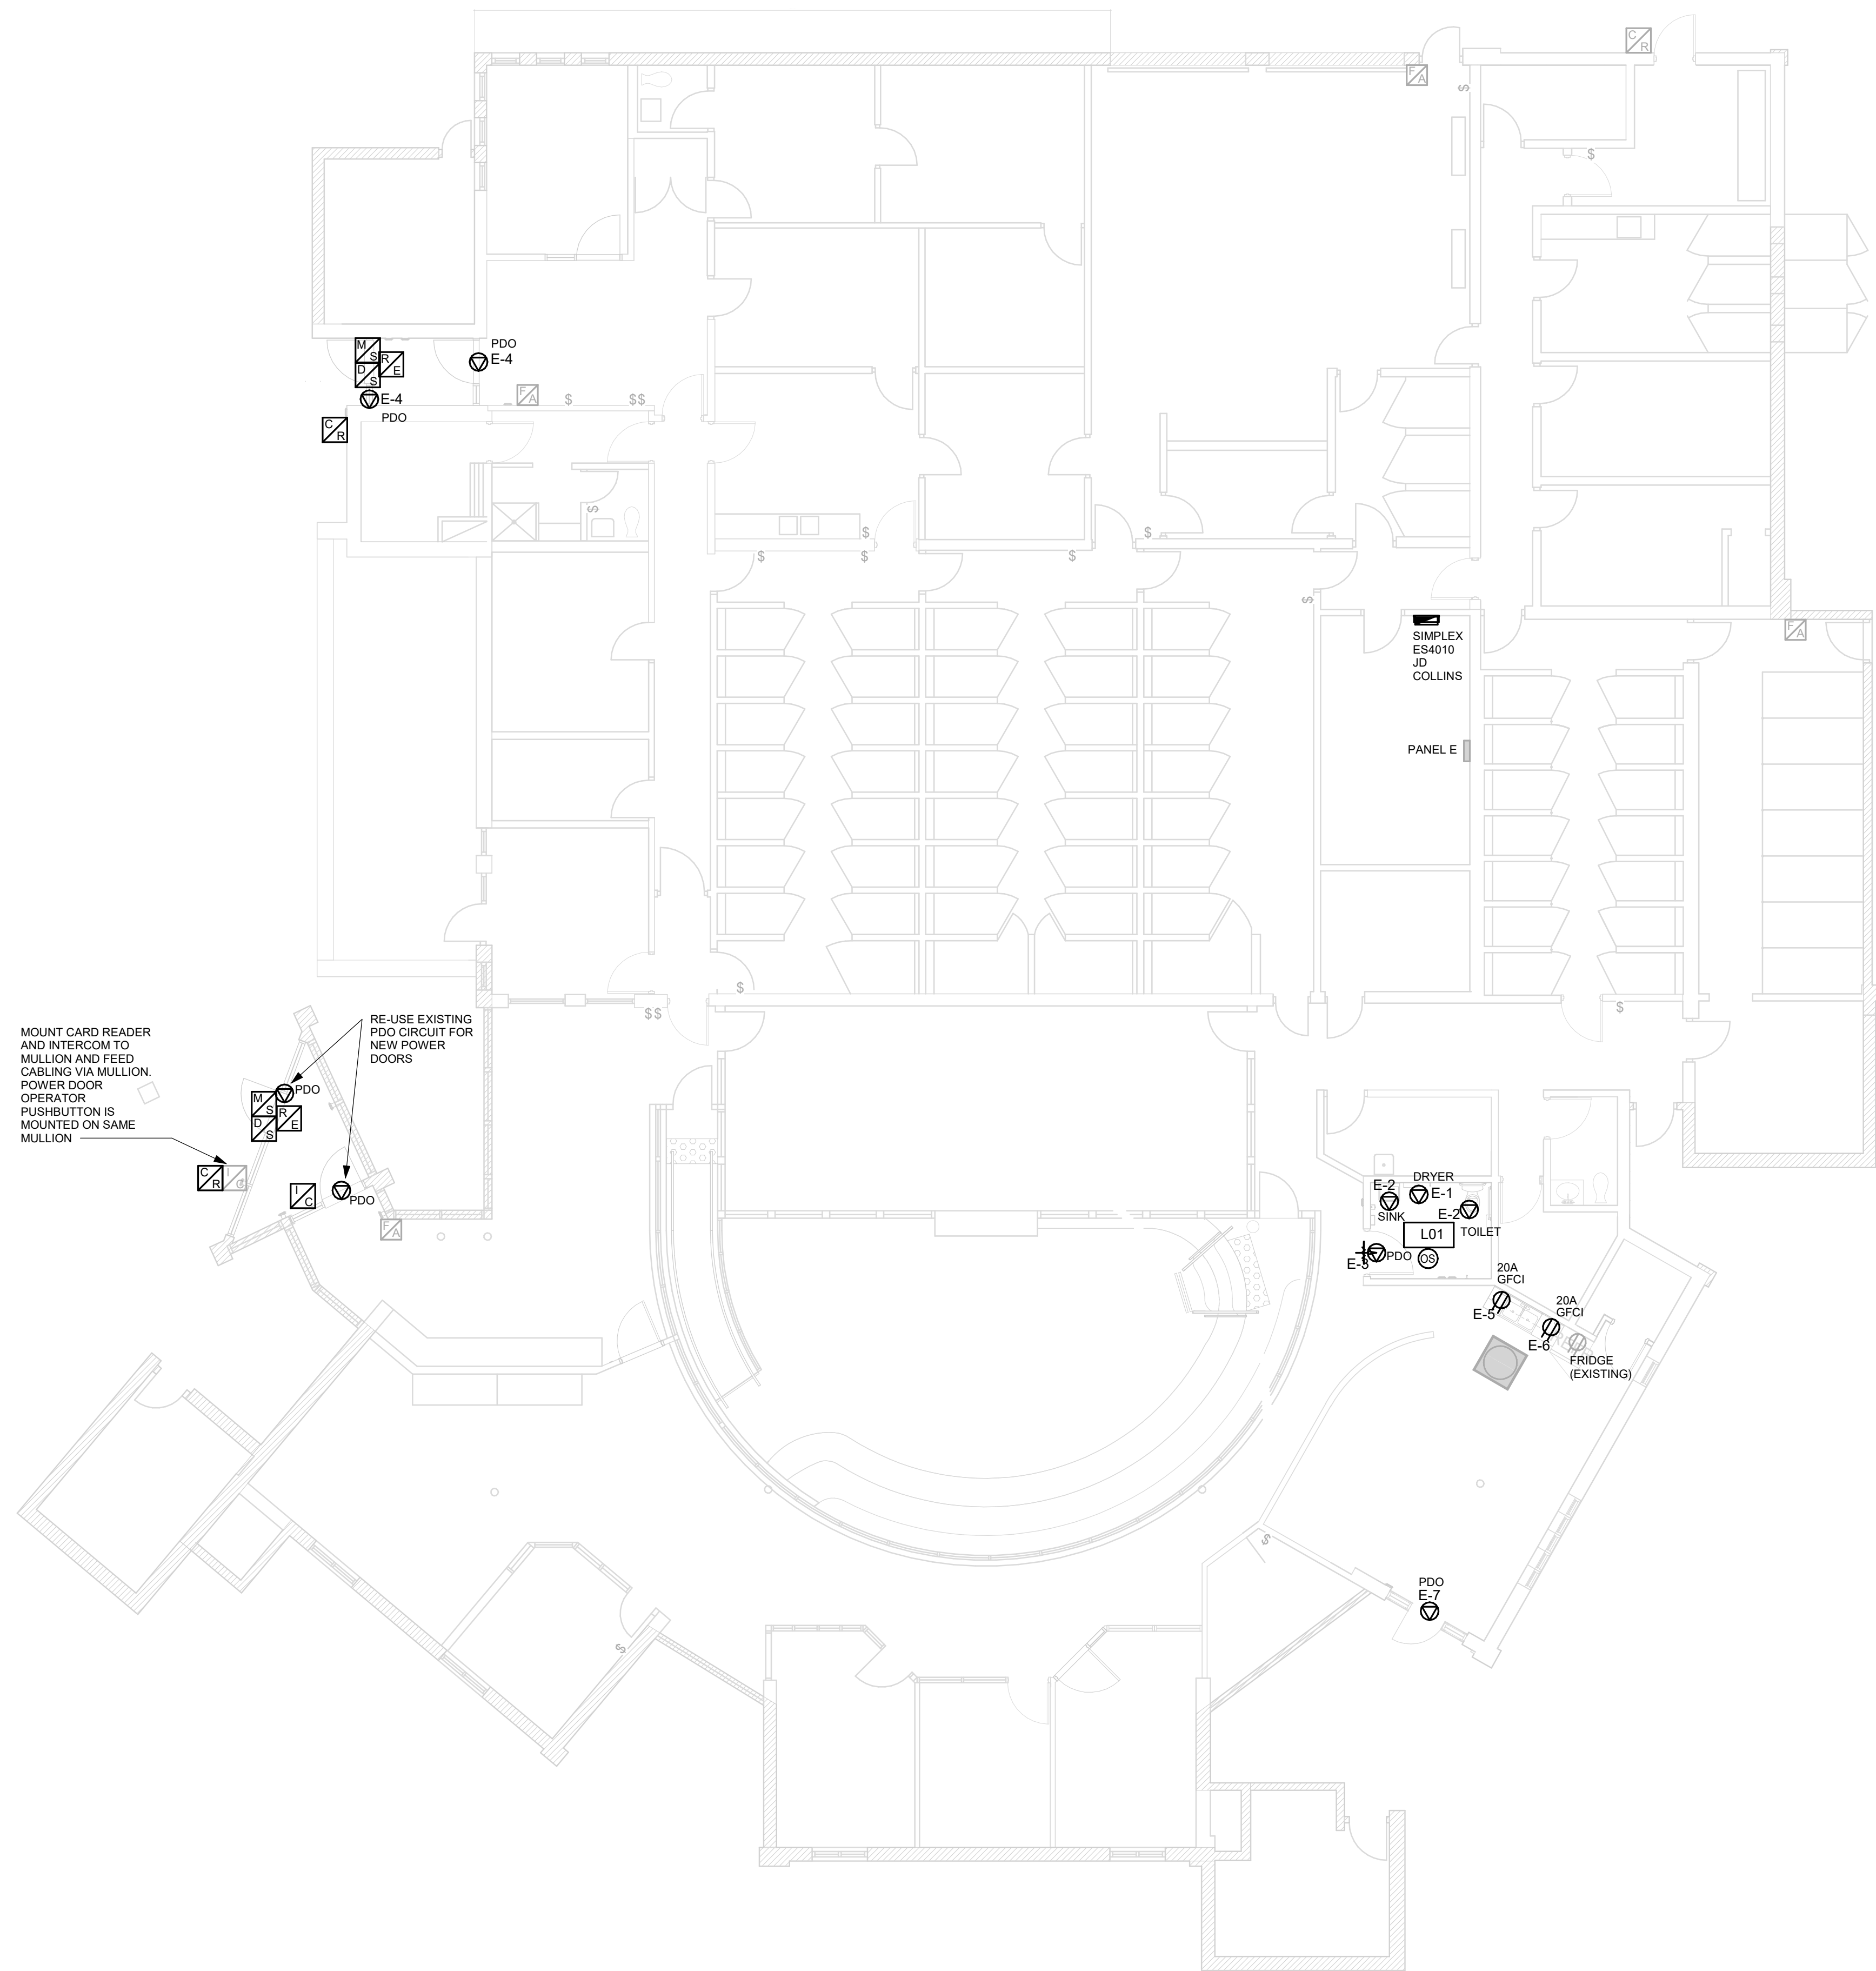 C
R
F
A
$
$
PDO
E-4
M
S
R
E
D
S
E-4
PDO
F
A
$
$$
C
R
$
$
$
$
$
$
$
SIMPLEX
ES4010
JD
COLLINS
F
A
PANEL E
$
$
$$
MOUNT CARD READER
AND INTERCOM TO
MULLION AND FEED
CABLING VIA MULLION.
POWER DOOR
OPERATOR
PUSHBUTTON IS
MOUNTED ON SAME
MULLION
RE-USE EXISTING
PDO CIRCUIT FOR
NEW POWER
DOORS
PDO
M
S
R
E
D
S
C
R
I
C
I
C
PDO
F
A
DRYER
E-2
E-1
SINK
E-2
TOILET
L01
OS
E-3
PDO
20A
GFCI
E-5
20A
GFCI
E-6
FRIDGE
(EXISTING)
$
PDO
E-7
$